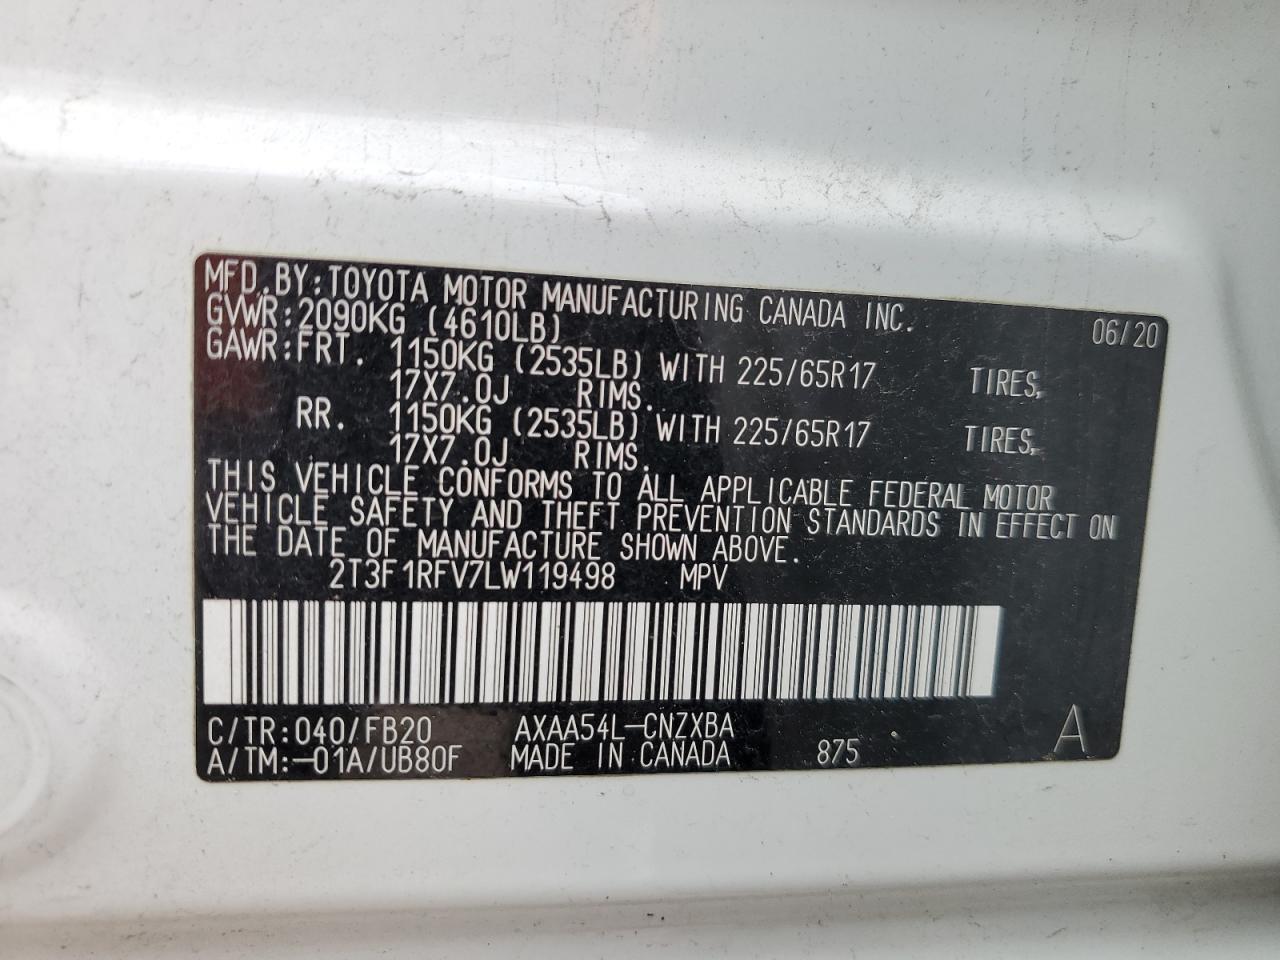 MFD.BY:TOYOTA MOTOR MANUFACTURING CANADA INC. 06/20
GVWR:2090KG (4610LB)
GAWR:FRT. 1150KG (2535LB) WITH 225/65R17 TIRES,
17X7.0J RIMS.
RR. 1150KG (2535LB) WITH 225/65R17 TIRES,
17X7.0J RIMS.
THIS VEHICLE CONFORMS TO ALL APPLICABLE FEDERAL MOTOR
VEHICLE SAFETY AND THEFT PREVENTION STANDARDS IN EFFECT ON
THE DATE OF MANUFACTURE SHOWN ABOVE.
2T3F1RFV7LW119498 MPV
C/TR:040/FB20 AXAA54L-CNZXBA
A/TM:-01A/UB80F MADE IN CANADA 875 A